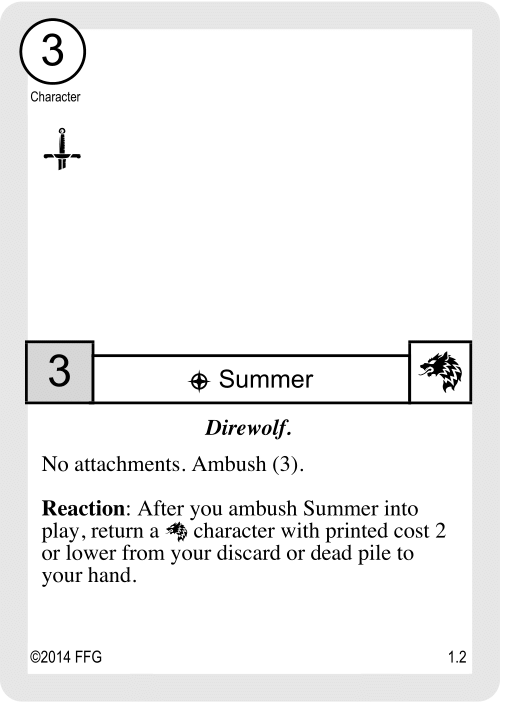 3
Character
3
Summer
Direwolf.
No attachments. Ambush (3).
Reaction: After you ambush Summer into
play, return a character with printed cost 2
or lower from your discard or dead pile to
your hand.
©2014 FFG
1.2